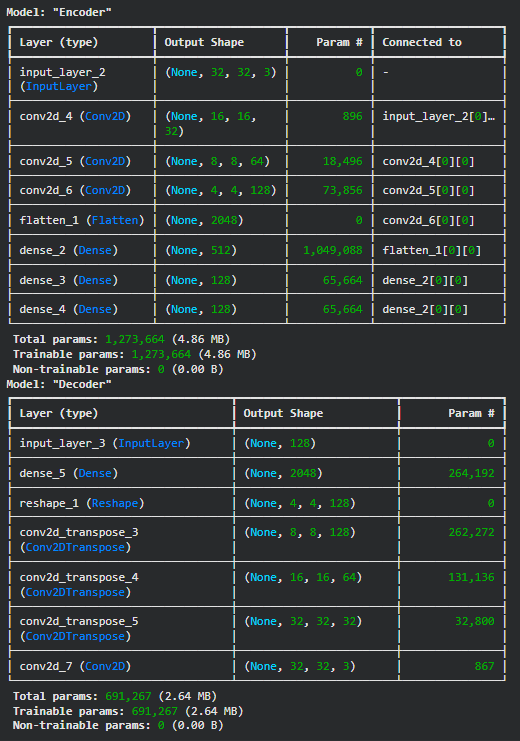 Model: "Encoder"
Layer (type) Output Shape Param # Connected to
input_layer_2 (None, 32, 32, 3) 0 -
(InputLayer)
conv2d_4 (Conv2D) (None, 16, 16, 896 input_layer_2[0]…
32)
conv2d_5 (Conv2D) (None, 8, 8, 64) 18,496 conv2d_4[0][0]
conv2d_6 (Conv2D) (None, 4, 4, 128) 73,856 conv2d_5[0][0]
flatten_1 (Flatten) (None, 2048) 0 conv2d_6[0][0]
dense_2 (Dense) (None, 512) 1,049,088 flatten_1[0][0]
dense_3 (Dense) (None, 128) 65,664 dense_2[0][0]
dense_4 (Dense) (None, 128) 65,664 dense_2[0][0]
Total params: 1,273,664 (4.86 MB)
Trainable params: 1,273,664 (4.86 MB)
Non-trainable params: 0 (0.00 B)
Model: "Decoder"
Layer (type) Output Shape Param #
input_layer_3 (InputLayer) (None, 128) 0
dense_5 (Dense) (None, 2048) 264,192
reshape_1 (Reshape) (None, 4, 4, 128) 0
conv2d_transpose_3 (None, 8, 8, 128) 262,272
(Conv2DTranspose)
conv2d_transpose_4 (None, 16, 16, 64) 131,136
(Conv2DTranspose)
conv2d_transpose_5 (None, 32, 32, 32) 32,800
(Conv2DTranspose)
conv2d_7 (Conv2D) (None, 32, 32, 3) 867
Total params: 691,267 (2.64 MB)
Trainable params: 691,267 (2.64 MB)
Non-trainable params: 0 (0.00 B)